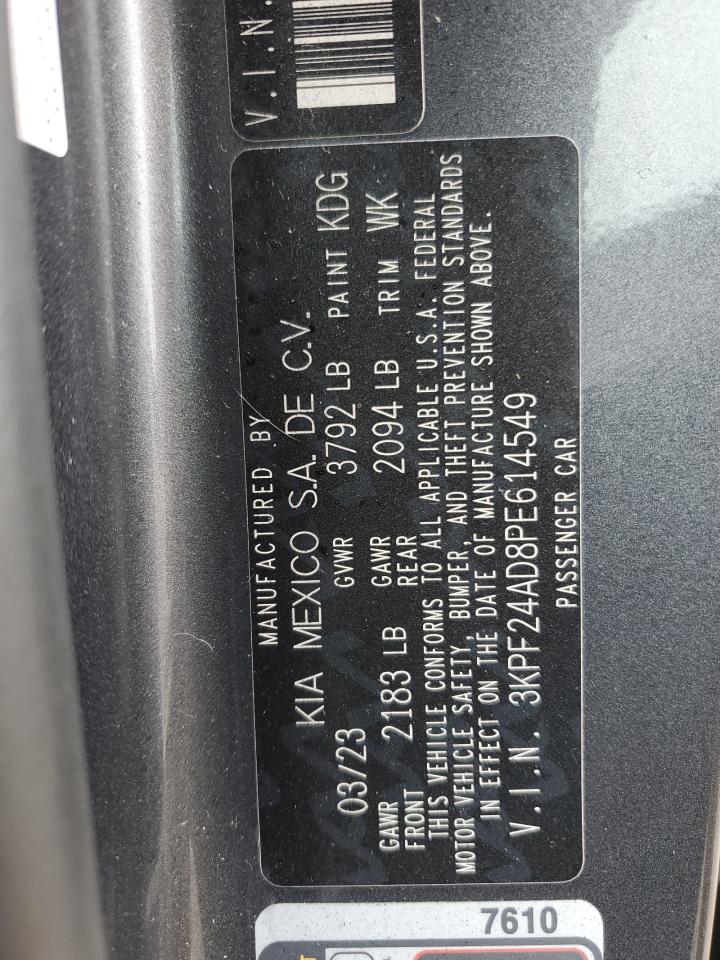 V.I.N.
MANUFACTURED BY
KIA MEXICO S.A. DE C.V.
03/23 GVWR 3792 LB PAINT KDG
GAWR FRONT 2183 LB GAWR REAR 2094 LB TRIM WK
THIS VEHICLE CONFORMS TO ALL APPLICABLE U.S.A. FEDERAL
MOTOR VEHICLE SAFETY, BUMPER, AND THEFT PREVENTION STANDARDS
IN EFFECT ON THE DATE OF MANUFACTURE SHOWN ABOVE.
V.I.N. 3KPF24AD8PE614549
PASSENGER CAR
7610